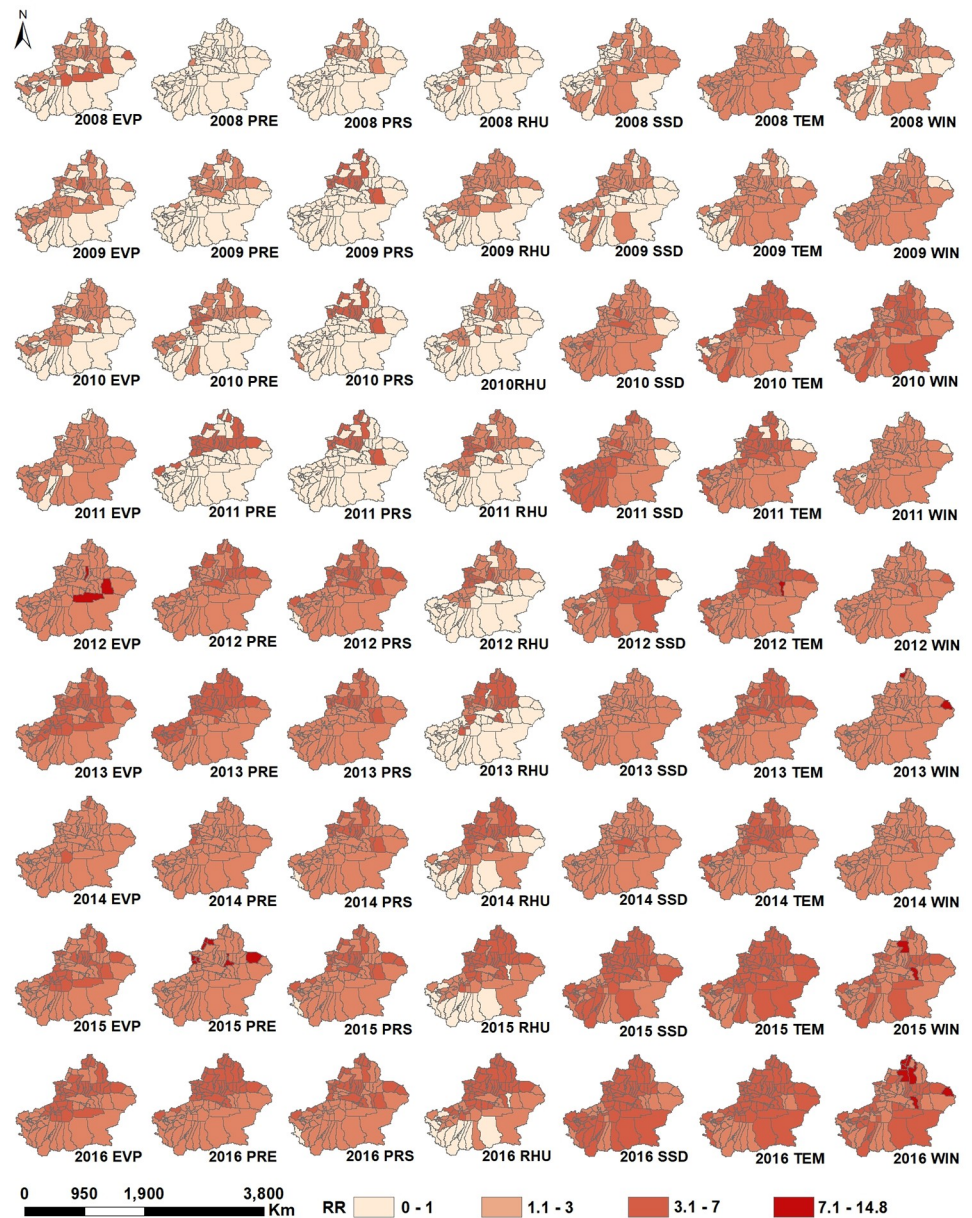 N
2008 EVP 2008 PRE 2008 PRS 2008 RHU 2008 SSD 2008 TEM 2008 WIN
2009 EVP 2009 PRE 2009 PRS 2009 RHU 2009 SSD 2009 TEM 2009 WIN
2010 EVP 2010 PRE 2010 PRS 2010RHU 2010 SSD 2010 TEM 2010 WIN
2011 EVP 2011 PRE 2011 PRS 2011 RHU 2011 SSD 2011 TEM 2011 WIN
2012 EVP 2012 PRE 2012 PRS 2012 RHU 2012 SSD 2012 TEM 2012 WIN
2013 EVP 2013 PRE 2013 PRS 2013 RHU 2013 SSD 2013 TEM 2013 WIN
2014 EVP 2014 PRE 2014 PRS 2014 RHU 2014 SSD 2014 TEM 2014 WIN
2015 EVP 2015 PRE 2015 PRS 2015 RHU 2015 SSD 2015 TEM 2015 WIN
2016 EVP 2016 PRE 2016 PRS 2016 RHU 2016 SSD 2016 TEM 2016 WIN
0 950 1,900 3,800
Km RR 0 - 1 1.1 - 3 3.1 - 7 7.1 - 14.8